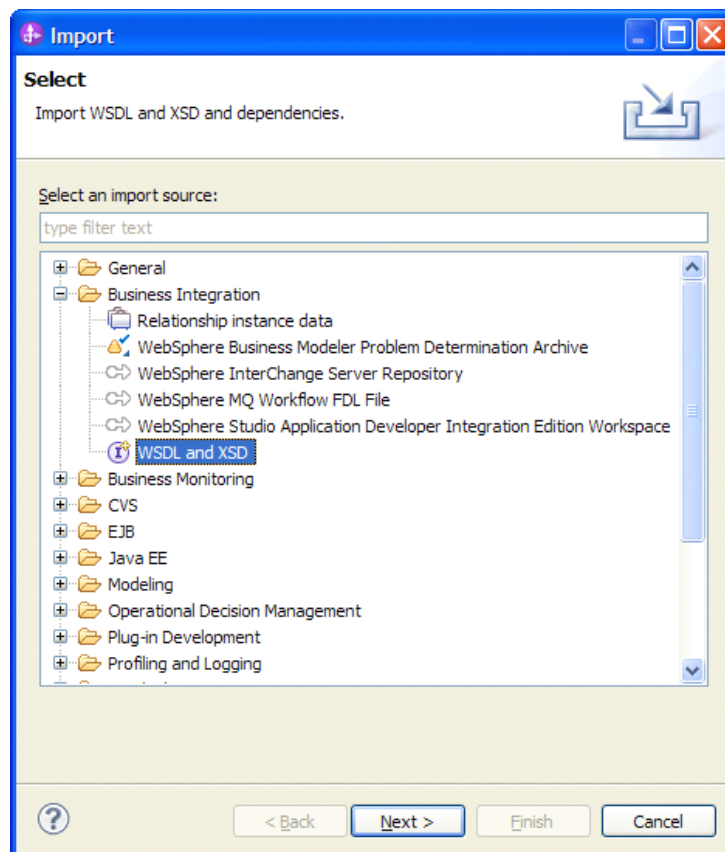 Import
Select
Import WSDL and XSD and dependencies.
Select an import source:
type filter text
General
Business Integration
Relationship instance data
WebSphere Business Modeler Problem Determination Archive
WebSphere InterChange Server Repository
WebSphere MQ Workflow FDL File
WebSphere Studio Application Developer Integration Edition Workspace
WSDL and XSD
Business Monitoring
CVS
EJB
Java EE
Modeling
Operational Decision Management
Plug-in Development
Profiling and Logging
? < Back Next > Finish Cancel